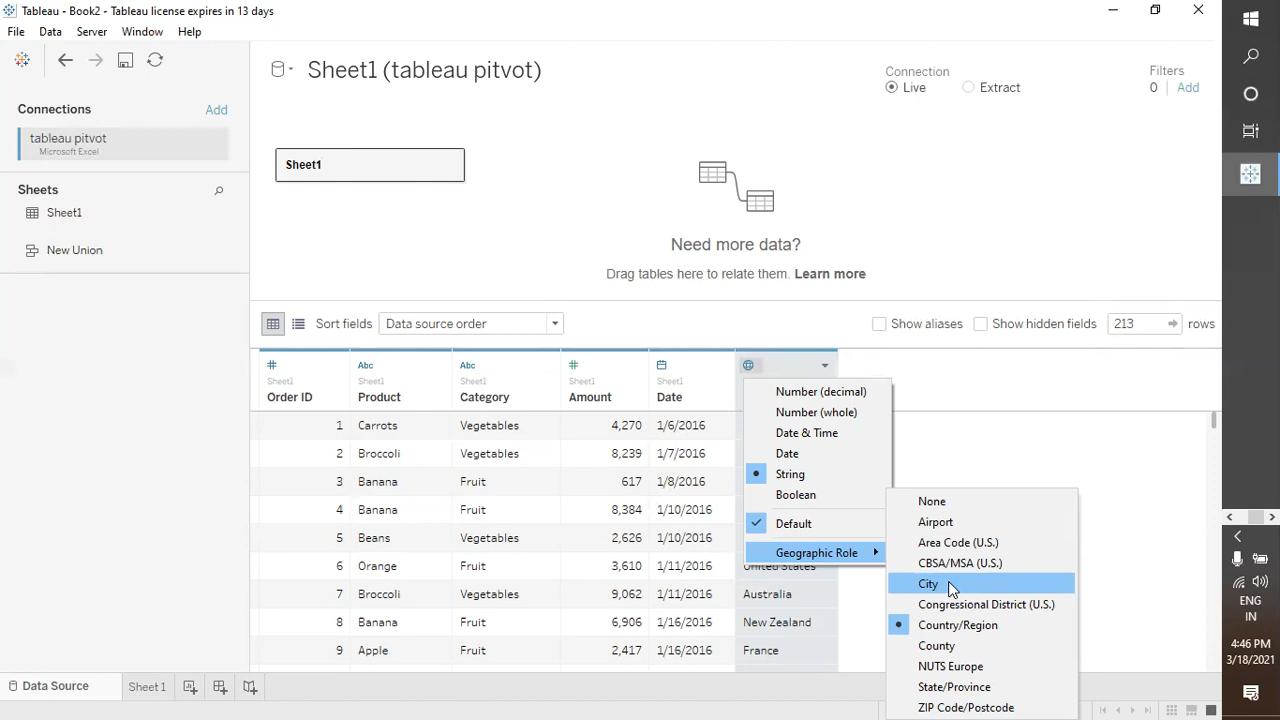 Tableau - Book2 - Tableau license expires in 13 days
File Data Server Window Help
Sheet1 (tableau pitvot)
Connection
Live Extract
Filters
0 Add
Connections Add
tableau pitvot
Microsoft Excel
Sheets
Sheet1
New Union
Sheet1
Need more data?
Drag tables here to relate them. Learn more
Sort fields Data source order Show aliases Show hidden fields 213 rows
# Abc Abc #
Sheet1 Sheet1 Sheet1 Sheet1 Sheet1
Order ID Product Category Amount Date
1 Carrots Vegetables 4,270 1/6/2016
2 Broccoli Vegetables 8,239 1/7/2016
3 Banana Fruit 617 1/8/2016
4 Banana Fruit 8,384 1/10/2016
5 Beans Vegetables 2,626 1/10/2016
6 Orange Fruit 3,610 1/11/2016 United States
7 Broccoli Vegetables 9,062 1/11/2016 Australia
8 Banana Fruit 6,906 1/16/2016 New Zealand
9 Apple Fruit 2,417 1/16/2016 France
Number (decimal)
Number (whole)
Date & Time
Date
String
Boolean
Default
Geographic Role
None
Airport
Area Code (U.S.)
CBSA/MSA (U.S.)
City
Congressional District (U.S.)
Country/Region
County
NUTS Europe
State/Province
ZIP Code/Postcode
Data Source Sheet 1
ENG
IN
4:46 PM
3/18/2021